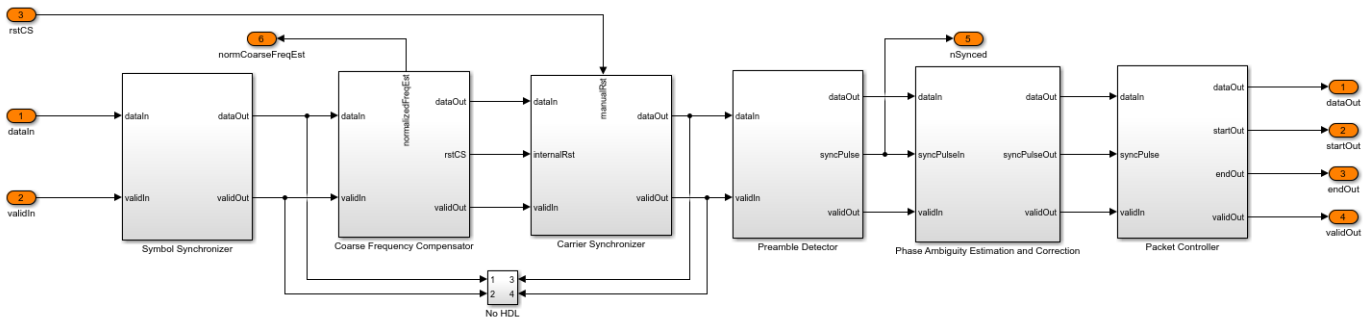 3
rstCS
6
normCoarseFreqEst
5
nSynced
1
dataIn
2
validIn
dataIn
validIn
dataOut
validOut
Symbol Synchronizer
normalizedFreqEst
dataIn
validIn
dataOut
rstCS
validOut
Coarse Frequency Compensator
manualRst
dataIn
internalRst
validIn
dataOut
validOut
Carrier Synchronizer
dataIn
validIn
dataOut
syncPulse
validOut
Preamble Detector
dataIn
syncPulseIn
validIn
dataOut
syncPulseOut
validOut
Phase Ambiguity Estimation and Correction
dataIn
syncPulse
validIn
dataOut
startOut
endOut
validOut
Packet Controller
1
dataOut
2
startOut
3
endOut
4
validOut
1 3
2 4
No HDL